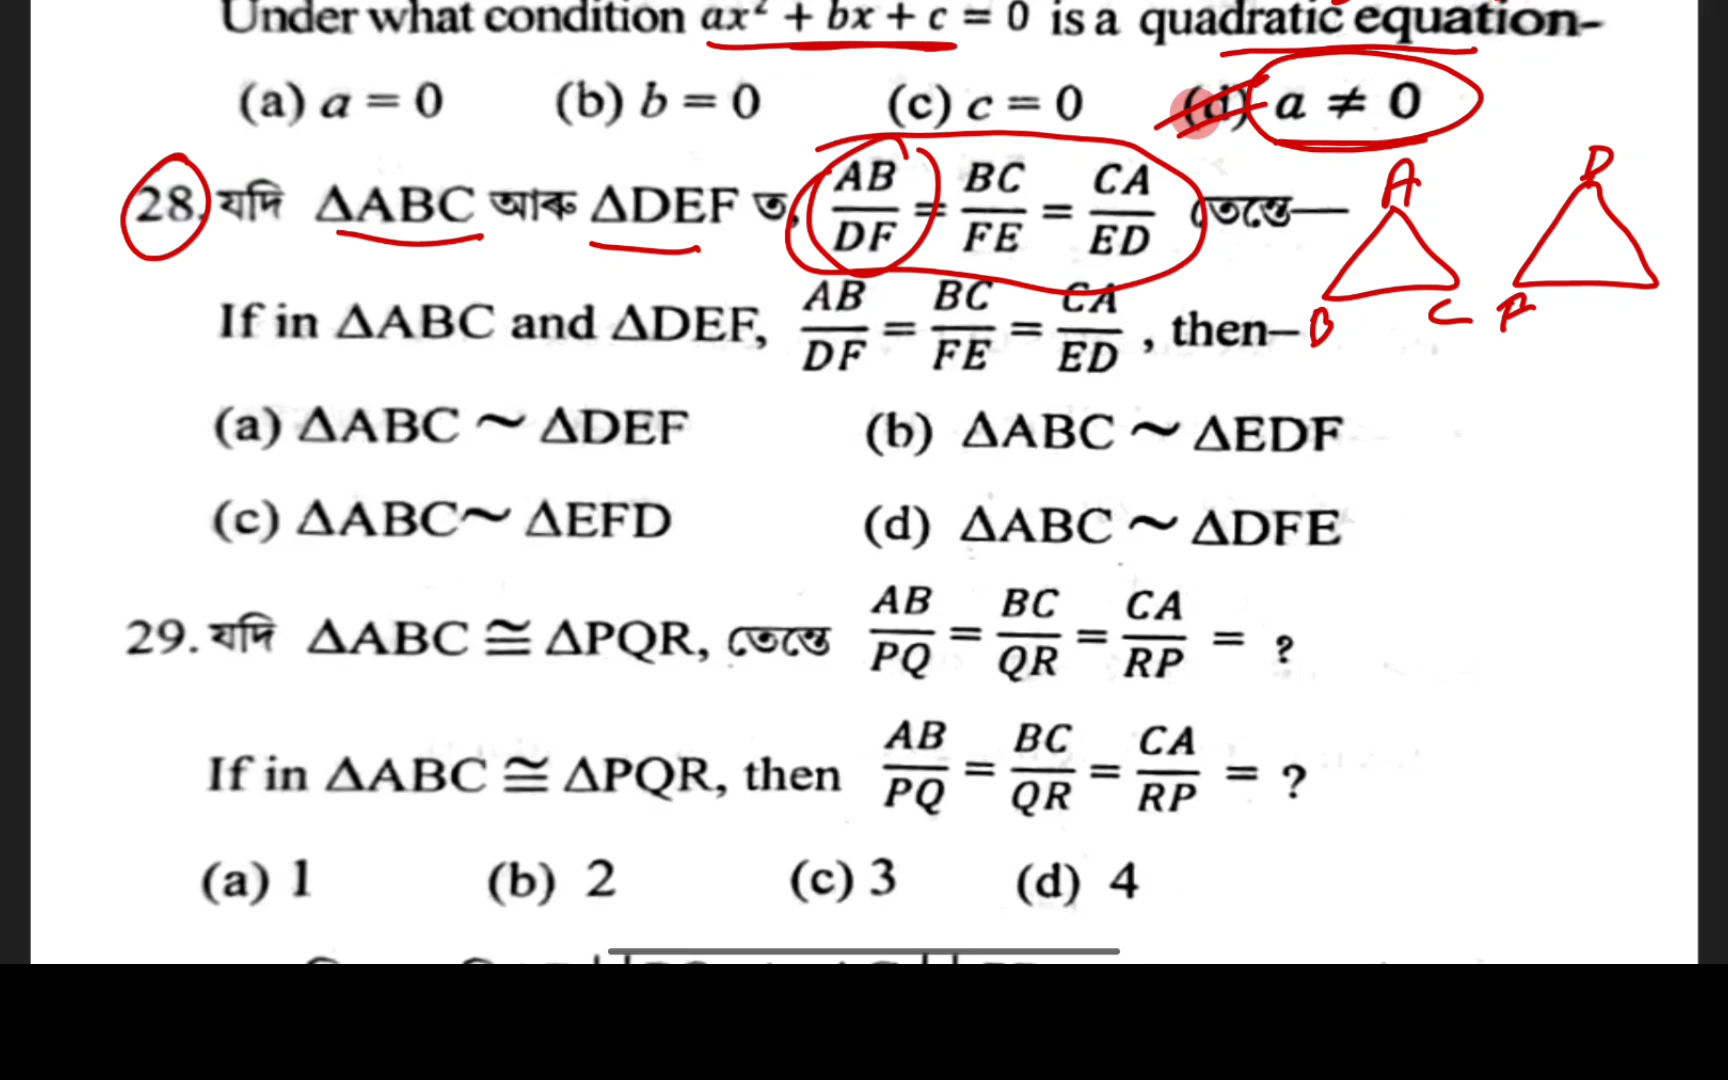 Under what condition ax² + bx + c = 0 is a quadratic equation-
(a) a = 0 (b) b = 0 (c) c = 0 (d) a ≠ 0
28. যদি ΔABC আৰু ΔDEF ত, AB/DF = BC/FE = CA/ED তেন্তে—
A D
B C F
If in ΔABC and ΔDEF, AB/DF = BC/FE = CA/ED , then–
(a) ΔABC ~ ΔDEF (b) ΔABC ~ ΔEDF
(c) ΔABC~ ΔEFD (d) ΔABC ~ ΔDFE
29. যদি ΔABC ≅ ΔPQR, তেন্তে AB/PQ = BC/QR = CA/RP = ?
If in ΔABC ≅ ΔPQR, then AB/PQ = BC/QR = CA/RP = ?
(a) 1 (b) 2 (c) 3 (d) 4